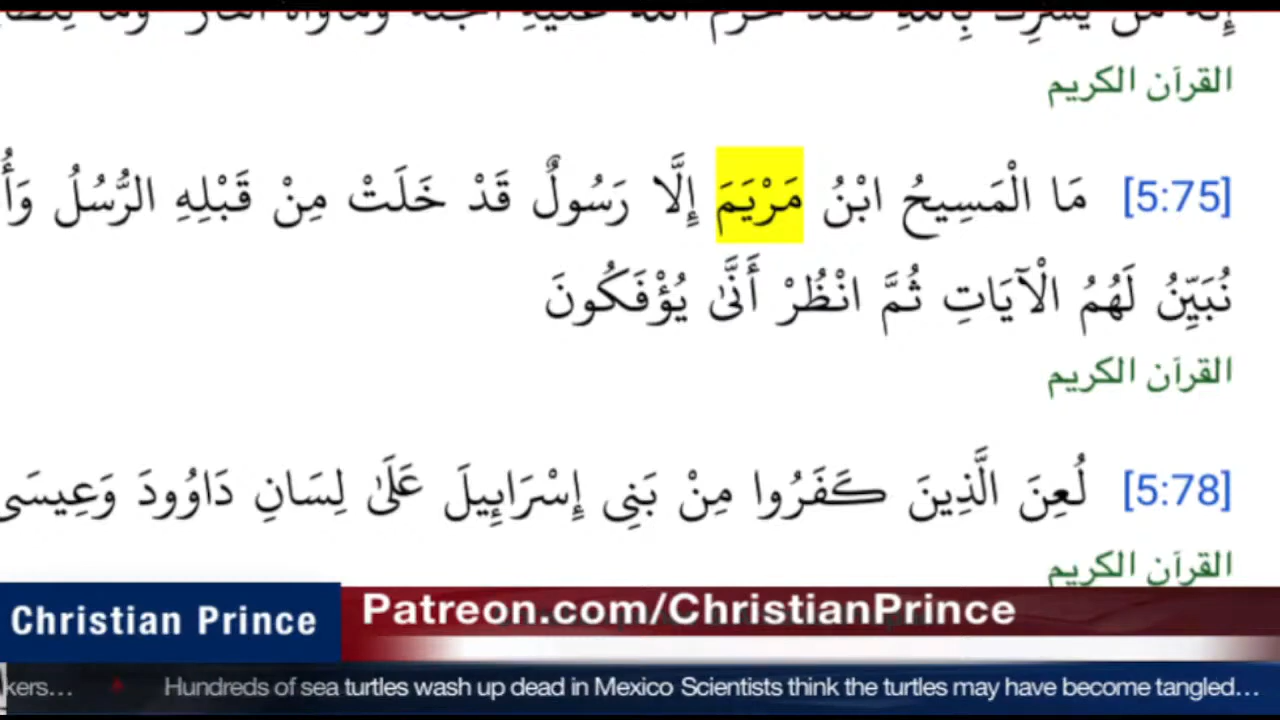 القرآن الكريم
[5:75] مَا الْمَسِيحُ ابْنُ مَرْيَمَ إِلَّا رَسُولٌ قَدْ خَلَتْ مِنْ قَبْلِهِ الرُّسُلُ
نُبَيِّنُ لَهُمُ الْآيَاتِ ثُمَّ انْظُرْ أَنَّىٰ يُؤْفَكُونَ
القرآن الكريم
[5:78] لُعِنَ الَّذِينَ كَفَرُوا مِنْ بَنِي إِسْرَائِيلَ عَلَىٰ لِسَانِ دَاوُودَ وَعِيسَى
القرآن الكريم
Christian Prince Patreon.com/ChristianPrince
kers... Hundreds of sea turtles wash up dead in Mexico Scientists think the turtles may have become tangled...